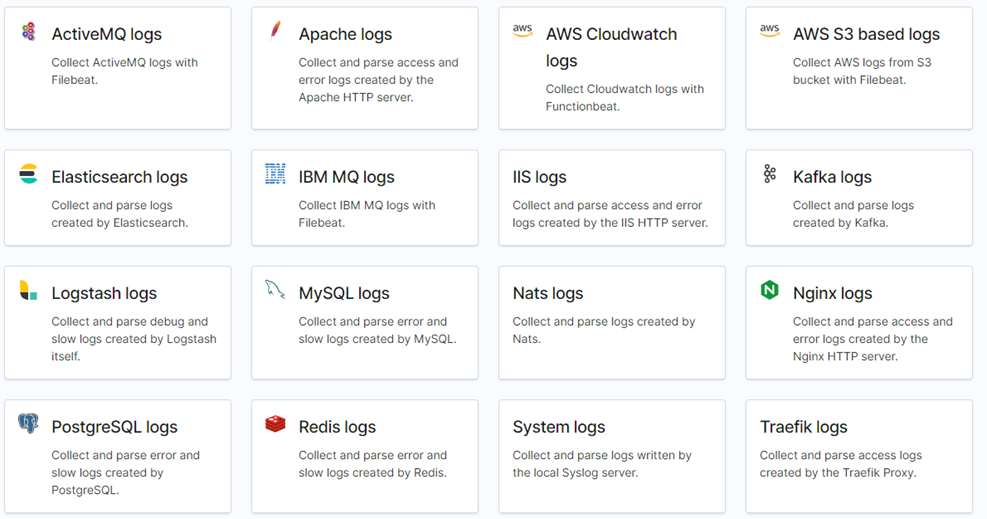 ActiveMQ logs
Collect ActiveMQ logs with
Filebeat.
Apache logs
Collect and parse access and
error logs created by the
Apache HTTP server.
aws
AWS Cloudwatch
logs
Collect Cloudwatch logs with
Functionbeat.
aws
AWS S3 based logs
Collect AWS logs from S3
bucket with Filebeat.
Elasticsearch logs
Collect and parse logs
created by Elasticsearch.
IBM
IBM MQ logs
Collect IBM MQ logs with
Filebeat.
IIS logs
Collect and parse access and error
logs created by the IIS HTTP server.
Kafka logs
Collect and parse logs
created by Kafka.
Logstash logs
Collect and parse debug and
slow logs created by Logstash
itself.
MySQL logs
Collect and parse error and
slow logs created by MySQL.
Nats logs
Collect and parse logs created by
Nats.
N
Nginx logs
Collect and parse access and
error logs created by the
Nginx HTTP server.
PostgreSQL logs
Collect and parse error and
slow logs created by
PostgreSQL.
Redis logs
Collect and parse error and
slow logs created by Redis.
System logs
Collect and parse logs written by
the local Syslog server.
Traefik logs
Collect and parse access logs
created by the Traefik Proxy.